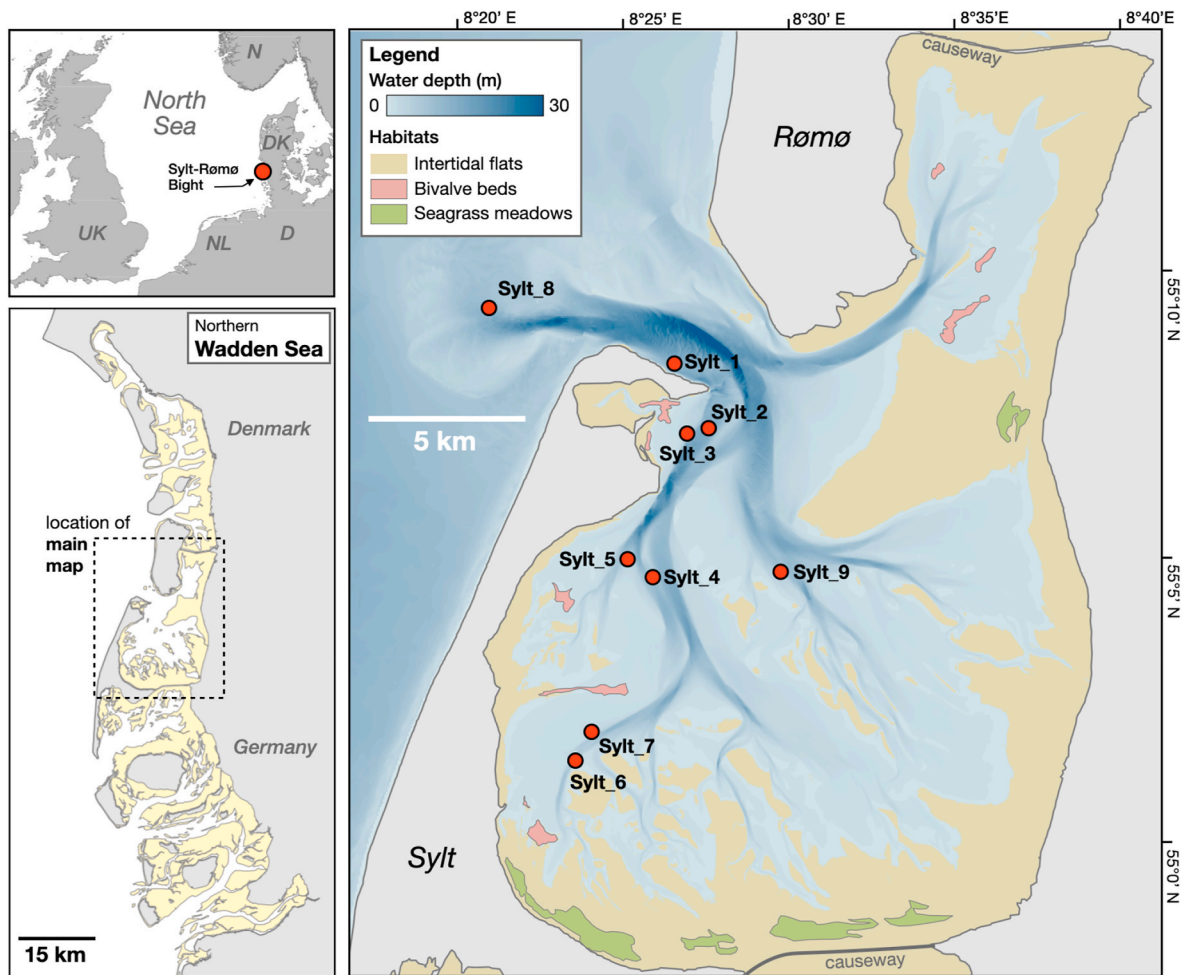 N
North
Sea
DK
Sylt-Rømø
Bight
UK
NL
D
Northern
Wadden Sea
Denmark
location of
main
map
Germany
15 km
8°20' E
8°25' E
8°30' E
8°35' E
8°40' E
Legend
Water depth (m)
0 30
Habitats
Intertidal flats
Bivalve beds
Seagrass meadows
causeway
Rømø
Sylt_8
55°10' N
Sylt_1
5 km
Sylt_2
Sylt_3
Sylt_5
Sylt_4
Sylt_9
55°5' N
Sylt_7
Sylt_6
Sylt
55°0' N
causeway